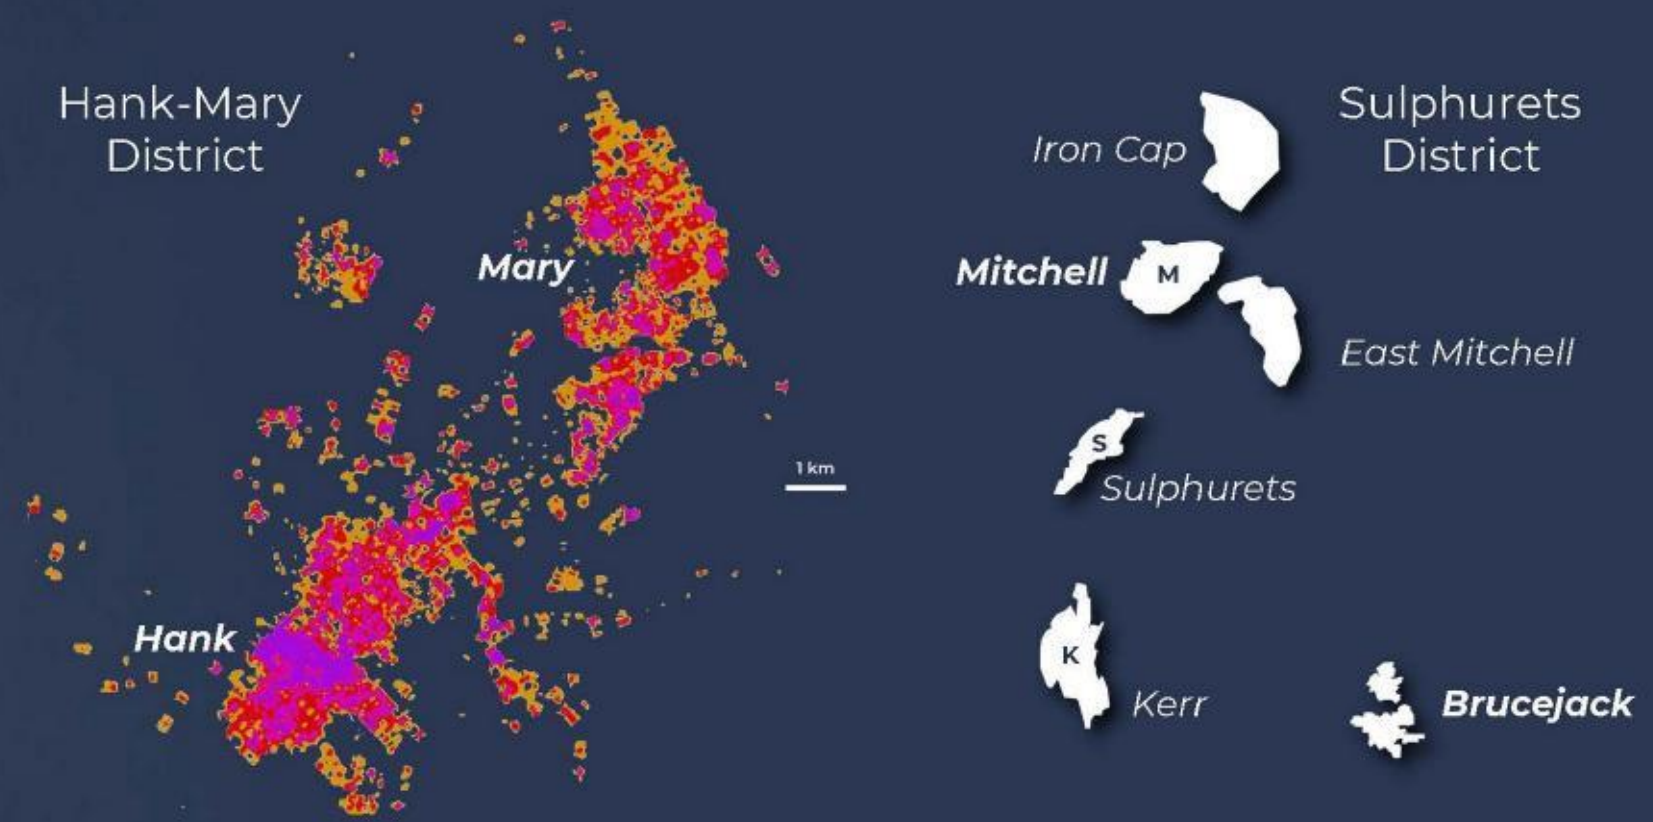 Hank-Mary
District
Mary
Hank
1 km
Sulphurets
District
Iron Cap
Mitchell
M
East Mitchell
S
Sulphurets
K
Kerr
Brucejack